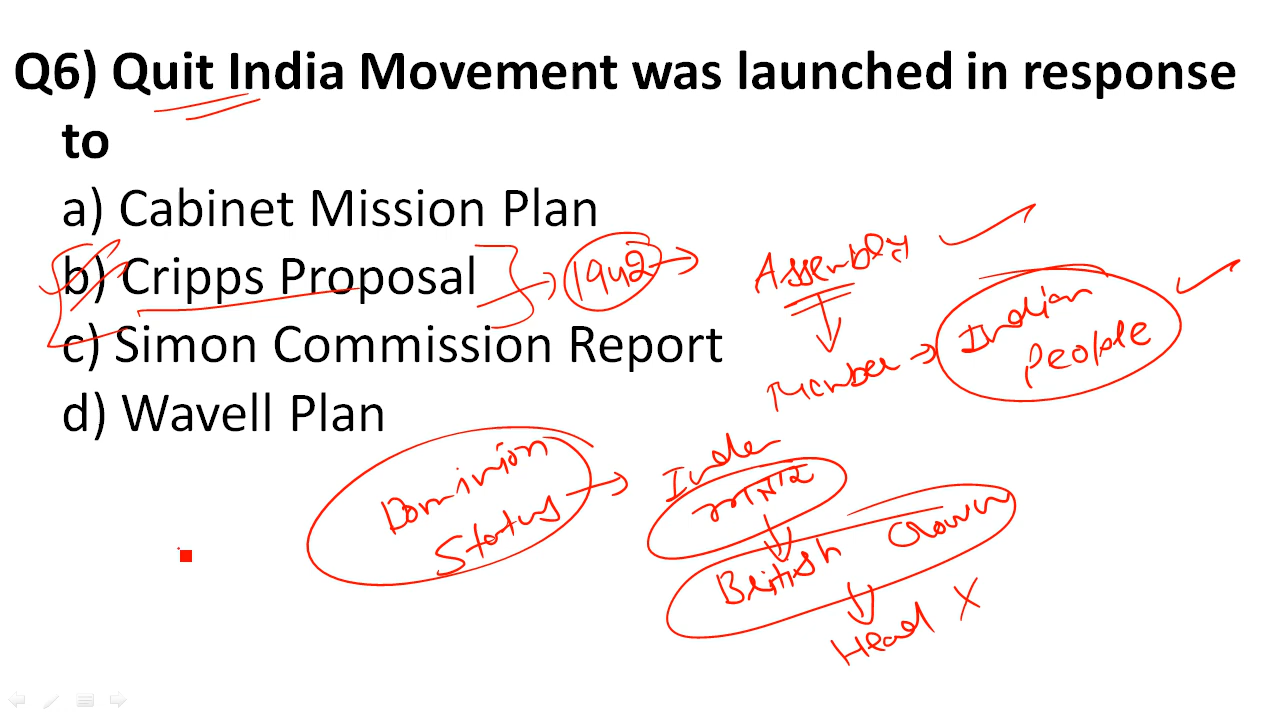 Q6) Quit India Movement was launched in response
to
a) Cabinet Mission Plan
b) Cripps Proposal
1942
Assembly
c) Simon Commission Report
Member
Indian
People
d) Wavell Plan
Dominion
Status
India
British Crown
Head X